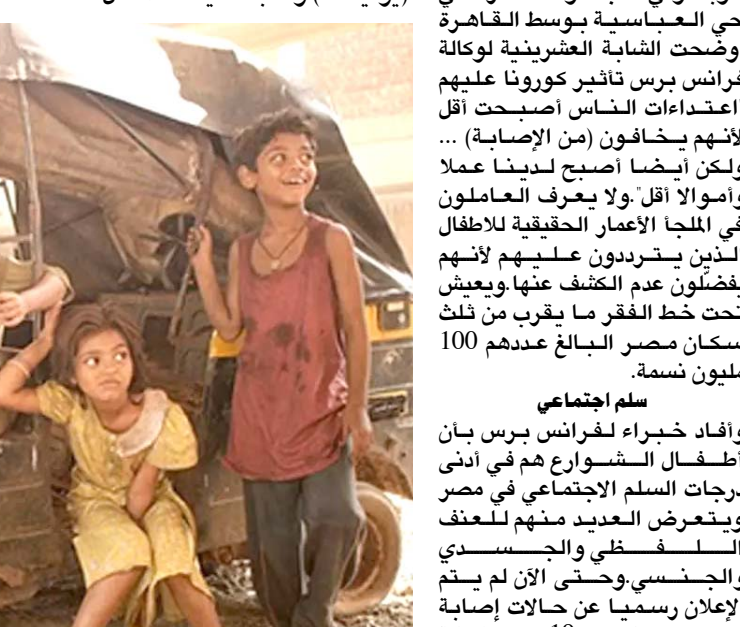 حي العباسية بوسط القاهرة
وضحت الشابة العشرينية لوكالة
فرانس برس تأثير كورونا عليهم
اعتداءات الناس أصبحت أقل
لأنهم يخافون (من الإصابة) ...
ولكن أيضا أصبح لدينا عملا
وأموالا أقل".ولا يعرف العاملون
في الملجأ الأعمار الحقيقية للاطفال
الذين يترددون عليهم لأنهم
يفضّلون عدم الكشف عنها.ويعيش
تحت خط الفقر ما يقرب من ثلث
سكان مصر البالغ عددهم 100
مليون نسمة.
سلم اجتماعي
وأفاد خبراء لفرانس برس بأن
أطفال الشوارع هم في أدنى
درجات السلم الاجتماعي في مصر
ويتعرض العديد منهم للعنف
اللفظي والجسدي
والجنسي.وحتى الآن لم يتم
لإعلان رسميا عن حالات إصابة